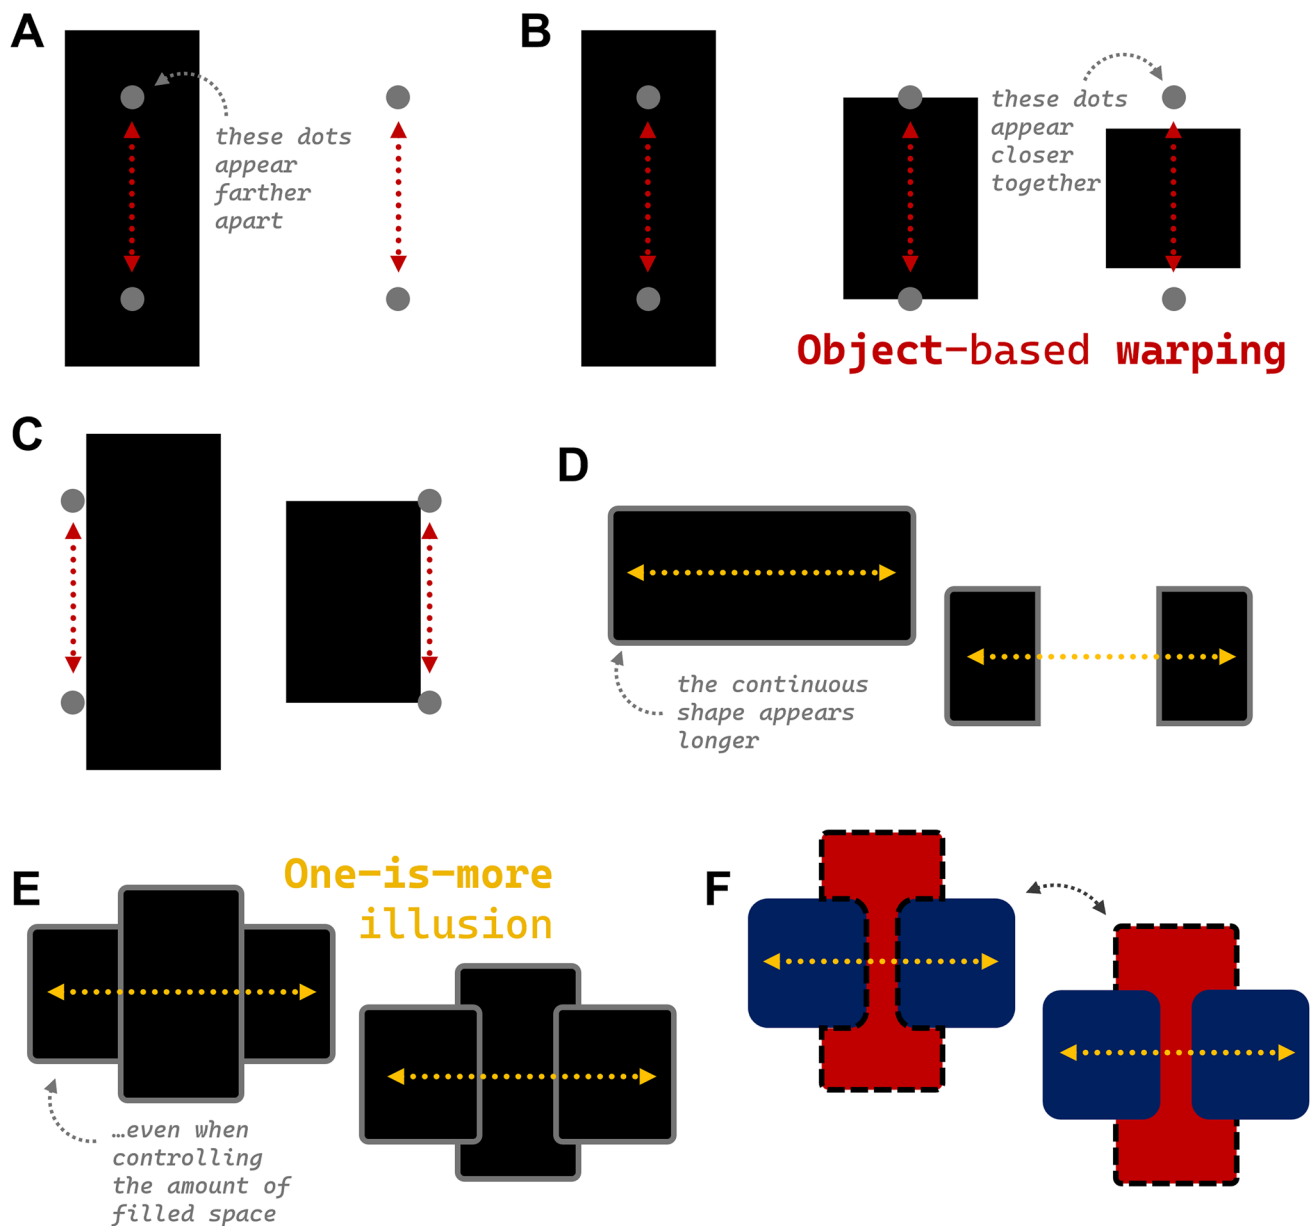 A
these dots
appear
farther
apart
B
these dots
appear
closer
together
Object-based warping
C
D
the continuous
shape appears
longer
E
One-is-more
illusion
…even when
controlling
the amount of
filled space
F